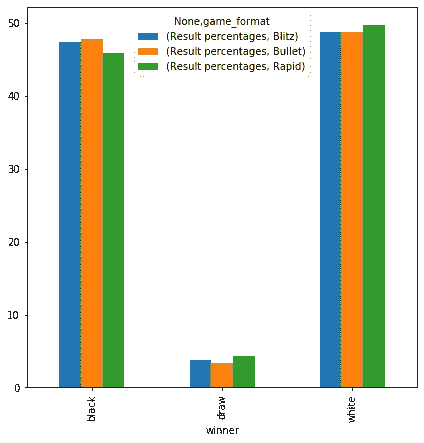 None,game_format
(Result percentages, Blitz)
(Result percentages, Bullet)
(Result percentages, Rapid)
50
40
30
20
10
0
black
draw
white
winner